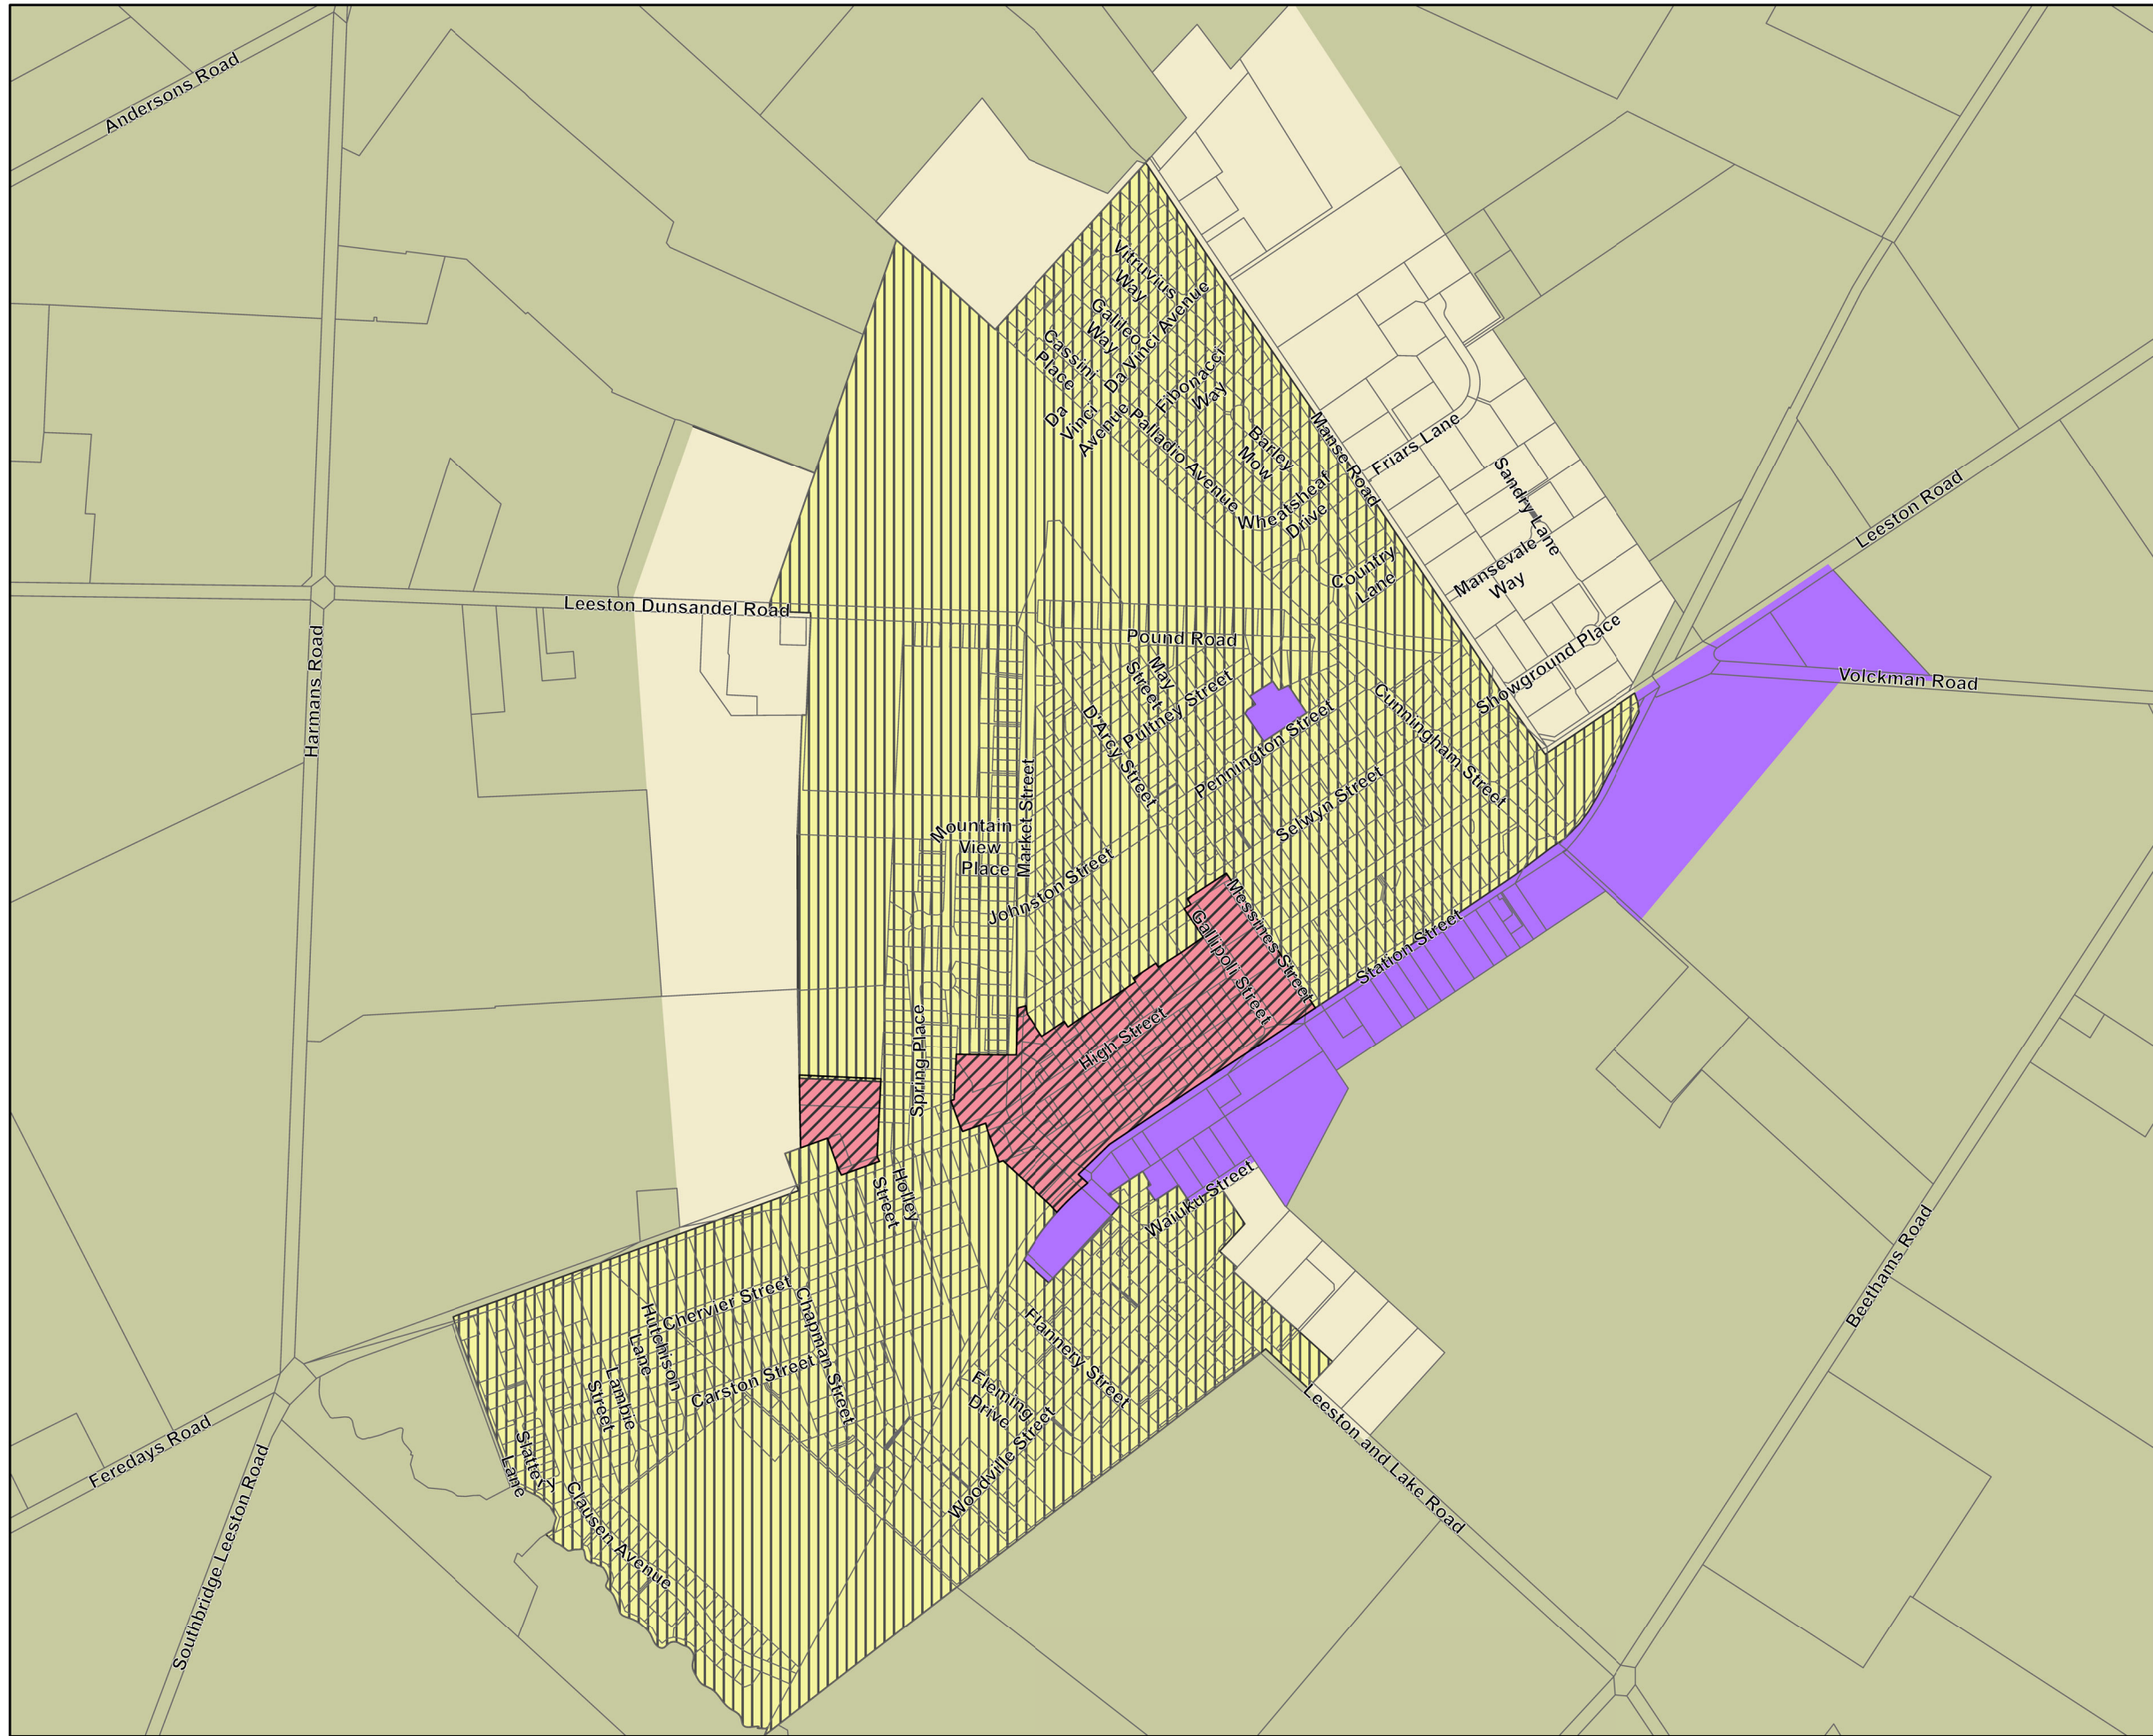 Andersons Road
Vitruvius
Way
Galileo
Way
Da Vinci Avenue
Cassini
Place
Fibonacci
Way
Da
Vinci
Avenue
Palladio Avenue
Barley
Mow
Manse Road
Friars Lane
Sandry Lane
Wheatsheaf
Drive
Leeston Road
Country
Lane
Mansevale
Way
Leeston Dunsandel Road
Pound Road
Harmans Road
May
Street
Pultney Street
Showground Place
Volckman Road
D'Arcy Street
Pennington Street
Cunningham Street
Selwyn Street
Market Street
Mountain
View
Place
Johnston Street
Messines Street
Gallipoli Street
Station Street
High Street
Spring Place
Holley
Street
Waiuku Street
Beethams Road
Chervier Street
Hutchison
Lane
Chapman Street
Flannery Street
Carston Street
Lambie
Street
Fleming
Drive
Woodville Street
Leeston and Lake Road
Feredays Road
Slattery
Lane
Clausen Avenue
Southbridge Leeston Road